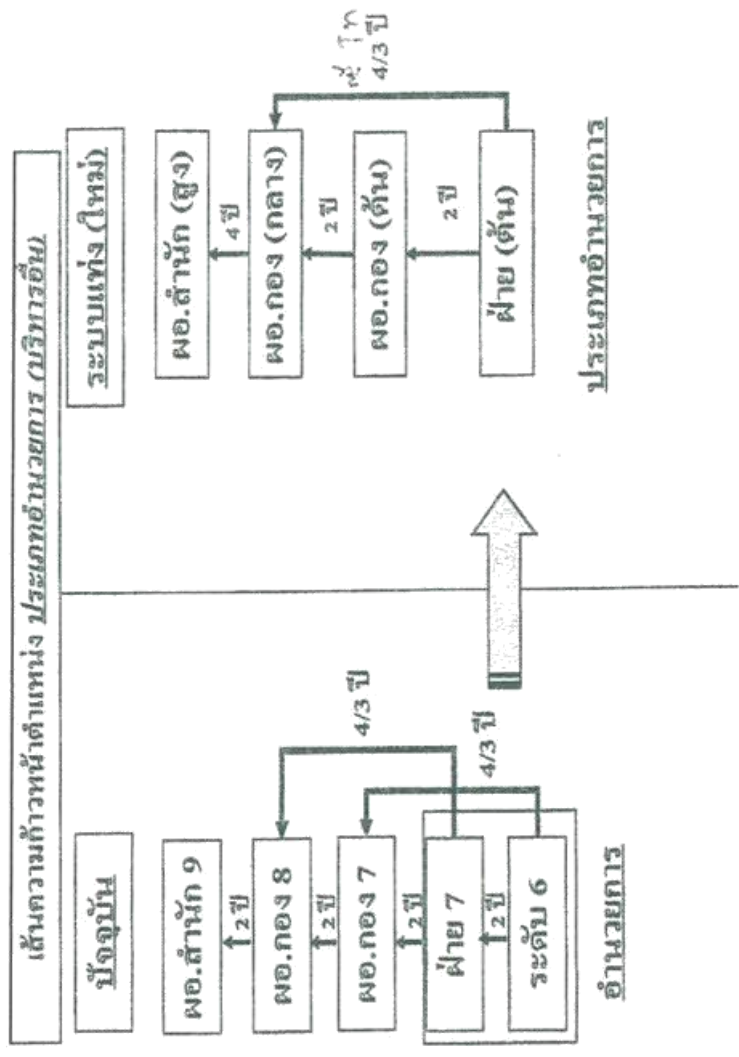 เส้นความก้าวหน้าตำแหน่ง ประเภทอำนวยการ (บริหารอื่น)
ปัจจุบัน
ผอ.สำนัก 9
2 ปี
ผอ.กอง 8
2 ปี
ผอ.กอง 7
2 ปี
ฝ่าย 7
2 ปี
ระดับ 6
4/3 ปี
4/3 ปี
อำนวยการ
ระบบแท่ง (ใหม่)
ผอ.สำนัก (สูง)
4 ปี
ผอ.กอง (กลาง)
2 ปี
ผอ.กอง (ต้น)
2 ปี
ฝ่าย (ต้น)
4/3 ปี
ประเภทอำนวยการ